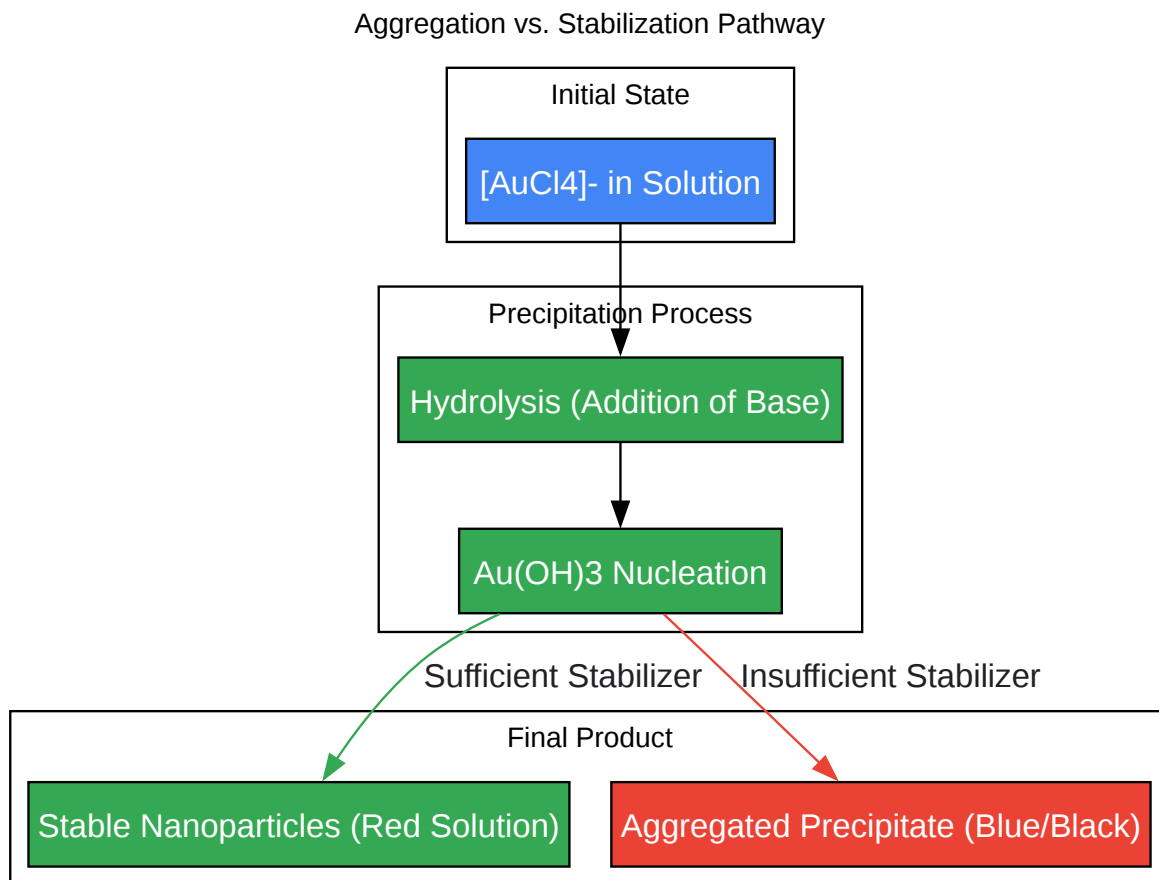 Aggregation vs. Stabilization Pathway
Initial State
[AuCl4]- in Solution
Precipitation Process
Hydrolysis (Addition of Base)
Au(OH)3 Nucleation
Sufficient Stabilizer
Insufficient Stabilizer
Final Product
Stable Nanoparticles (Red Solution)
Aggregated Precipitate (Blue/Black)